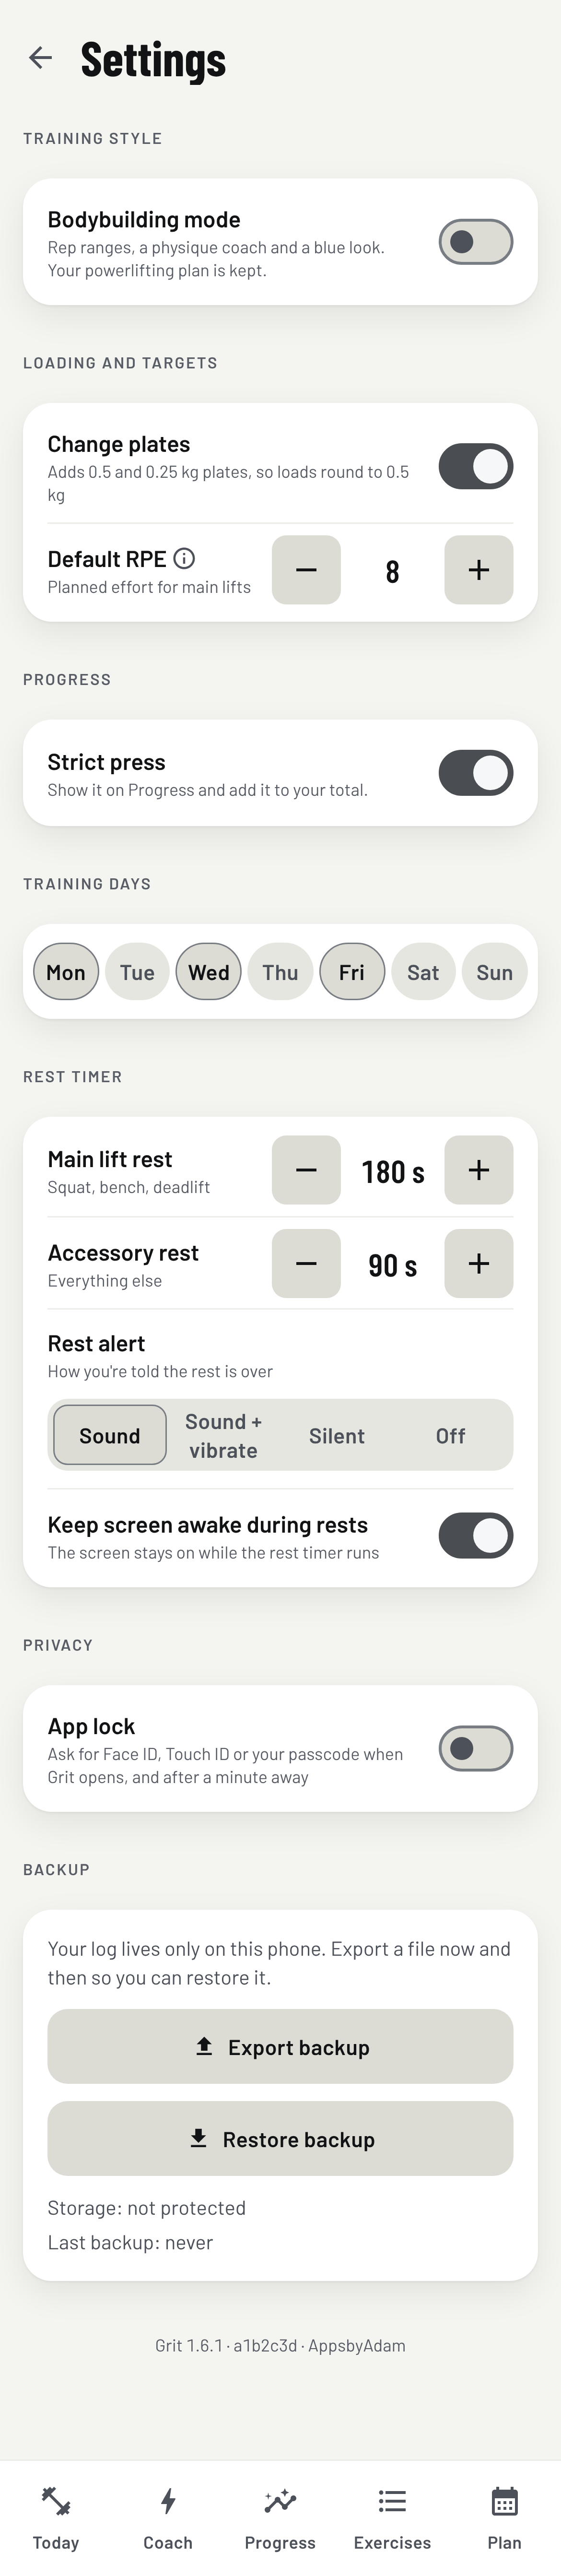 Settings
TRAINING STYLE
Bodybuilding mode
Rep ranges, a physique coach and a blue look.
Your powerlifting plan is kept.
LOADING AND TARGETS
Change plates
Adds 0.5 and 0.25 kg plates, so loads round to 0.5
kg
Default RPE
Planned effort for main lifts
8
PROGRESS
Strict press
Show it on Progress and add it to your total.
TRAINING DAYS
Mon Tue Wed Thu Fri Sat Sun
REST TIMER
Main lift rest
Squat, bench, deadlift
180 s
Accessory rest
Everything else
90 s
Rest alert
How you're told the rest is over
Sound
Sound +
vibrate
Silent
Off
Keep screen awake during rests
The screen stays on while the rest timer runs
PRIVACY
App lock
Ask for Face ID, Touch ID or your passcode when
Grit opens, and after a minute away
BACKUP
Your log lives only on this phone. Export a file now and
then so you can restore it.
Export backup
Restore backup
Storage: not protected
Last backup: never
Grit 1.6.1 · a1b2c3d · AppsbyAdam
Today Coach Progress Exercises Plan